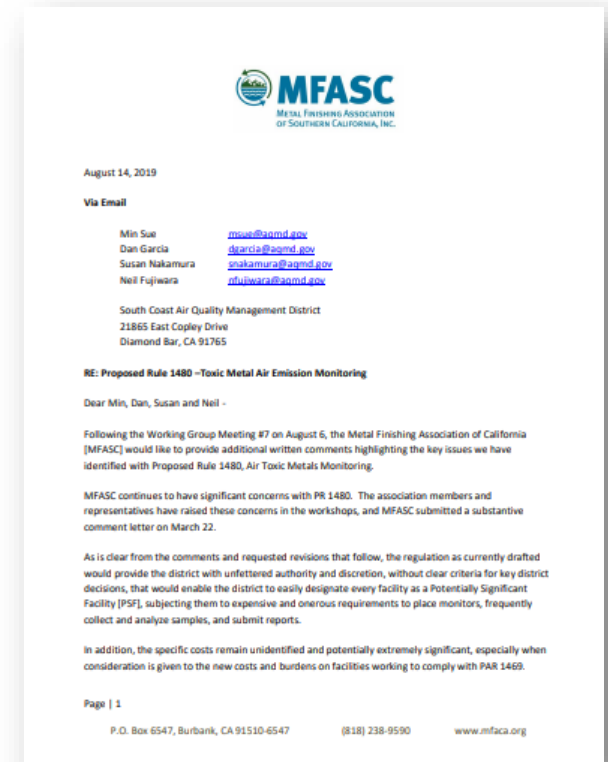 MFASC
METAL FINISHING ASSOCIATION
OF SOUTHERN CALIFORNIA, INC.
August 14, 2019
Via Email
Min Sue msue@aqmd.gov
Dan Garcia dgarcia@aqmd.gov
Susan Nakamura snakamura@aqmd.gov
Neil Fujiwara nfujiwara@aqmd.gov
South Coast Air Quality Management District
21865 East Copley Drive
Diamond Bar, CA 91765
RE: Proposed Rule 1480 –Toxic Metal Air Emission Monitoring
Dear Min, Dan, Susan and Neil -
Following the Working Group Meeting #7 on August 6, the Metal Finishing Association of California
[MFASC] would like to provide additional written comments highlighting the key issues we have
identified with Proposed Rule 1480, Air Toxic Metals Monitoring.
MFASC continues to have significant concerns with PR 1480. The association members and
representatives have raised these concerns in the workshops, and MFASC submitted a substantive
comment letter on March 22.
As is clear from the comments and requested revisions that follow, the regulation as currently drafted
would provide the district with unfettered authority and discretion, without clear criteria for key district
decisions, that would enable the district to easily designate every facility as a Potentially Significant
Facility [PSF], subjecting them to expensive and onerous requirements to place monitors, frequently
collect and analyze samples, and submit reports.
In addition, the specific costs remain unidentified and potentially extremely significant, especially when
consideration is given to the new costs and burdens on facilities working to comply with PAR 1469.
Page | 1
P.O. Box 6547, Burbank, CA 91510-6547 (818) 238-9590 www.mfaca.org